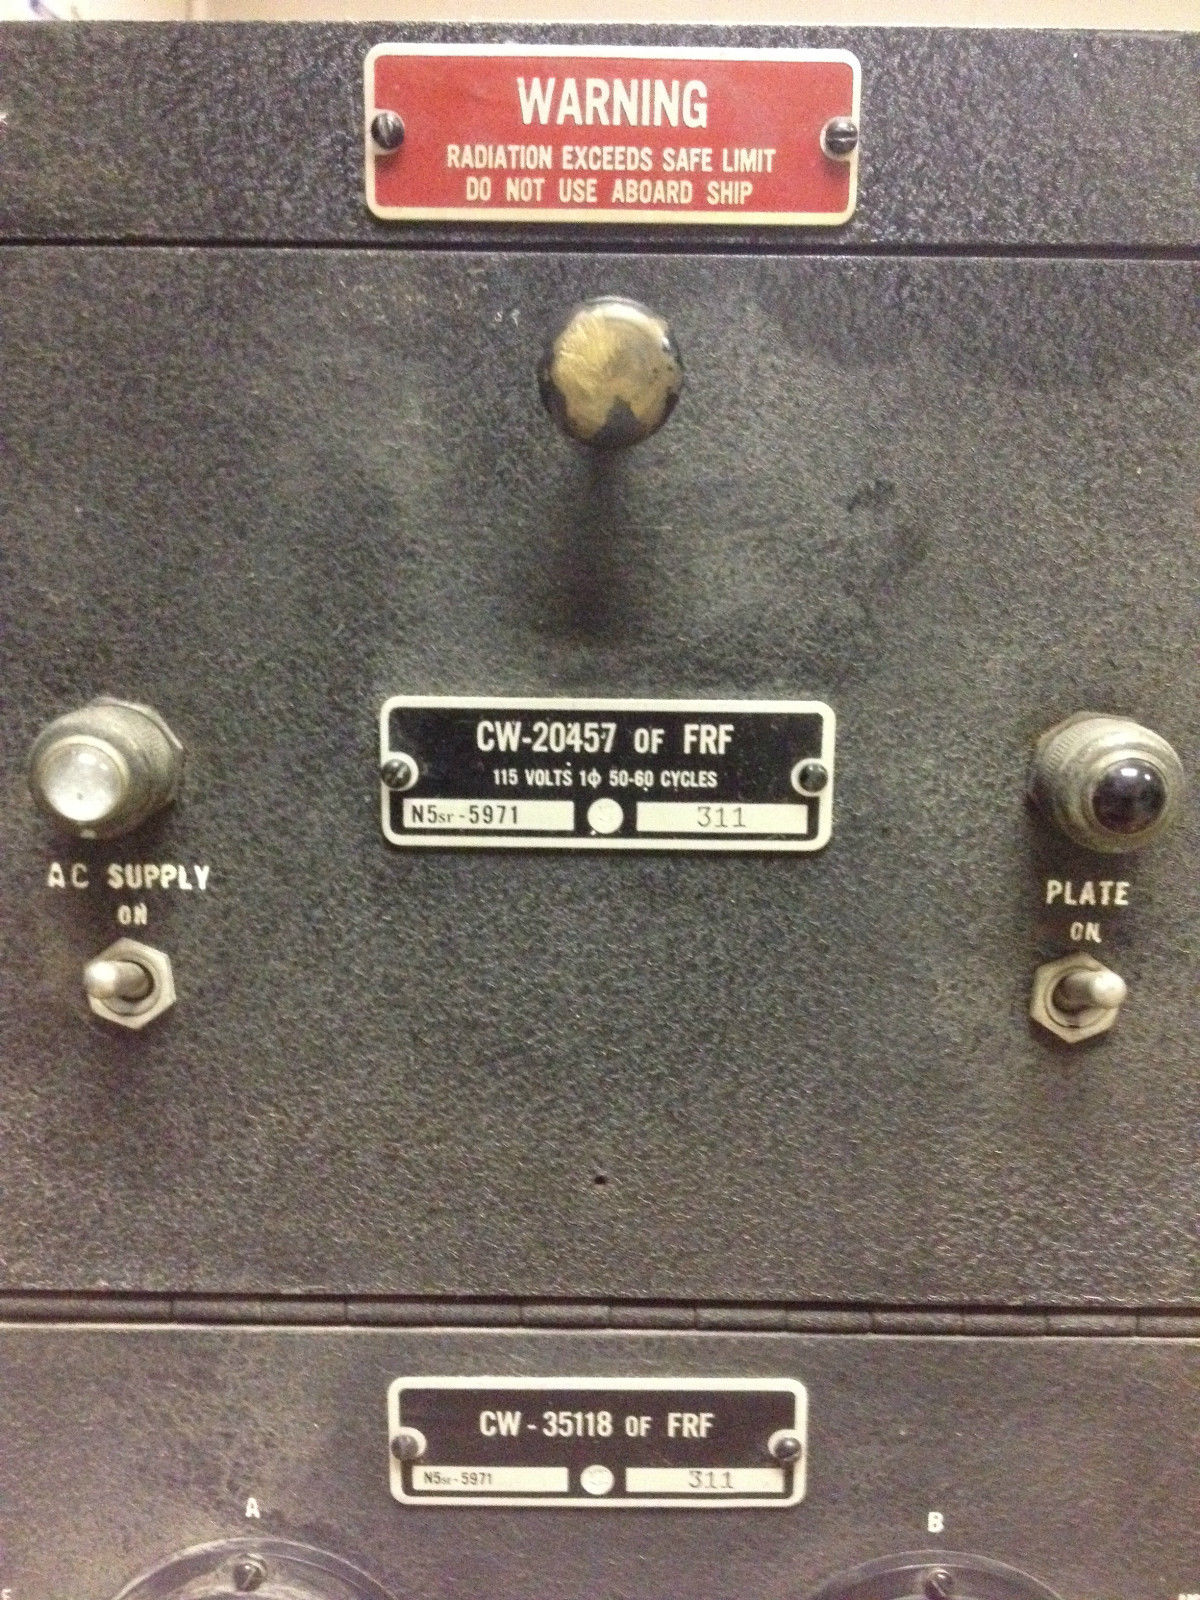 WARNING
RADIATION EXCEEDS SAFE LIMIT
DO NOT USE ABOARD SHIP
CW-20457 OF FRF
115 VOLTS 1ϕ 50-60 CYCLES
N5sr-5971 311
AC SUPPLY
ON
PLATE
ON
CW-35118 OF FRF
N5sr-5971 311
A
B